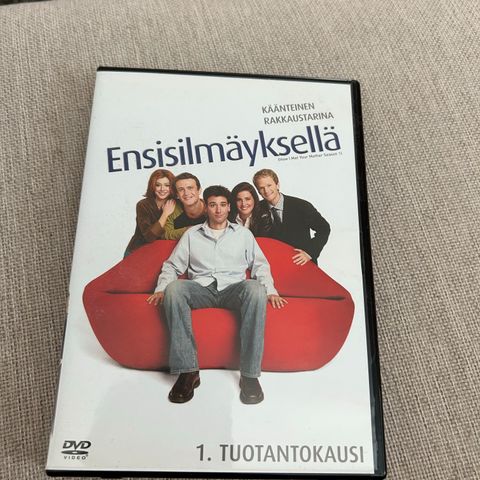 KÄÄNTEINEN
RAKKAUSTARINA
Ensisilmäyksellä
(How I Met Your Mother Season 1)
DVD
VIDEO
1. TUOTANTOKAUSI